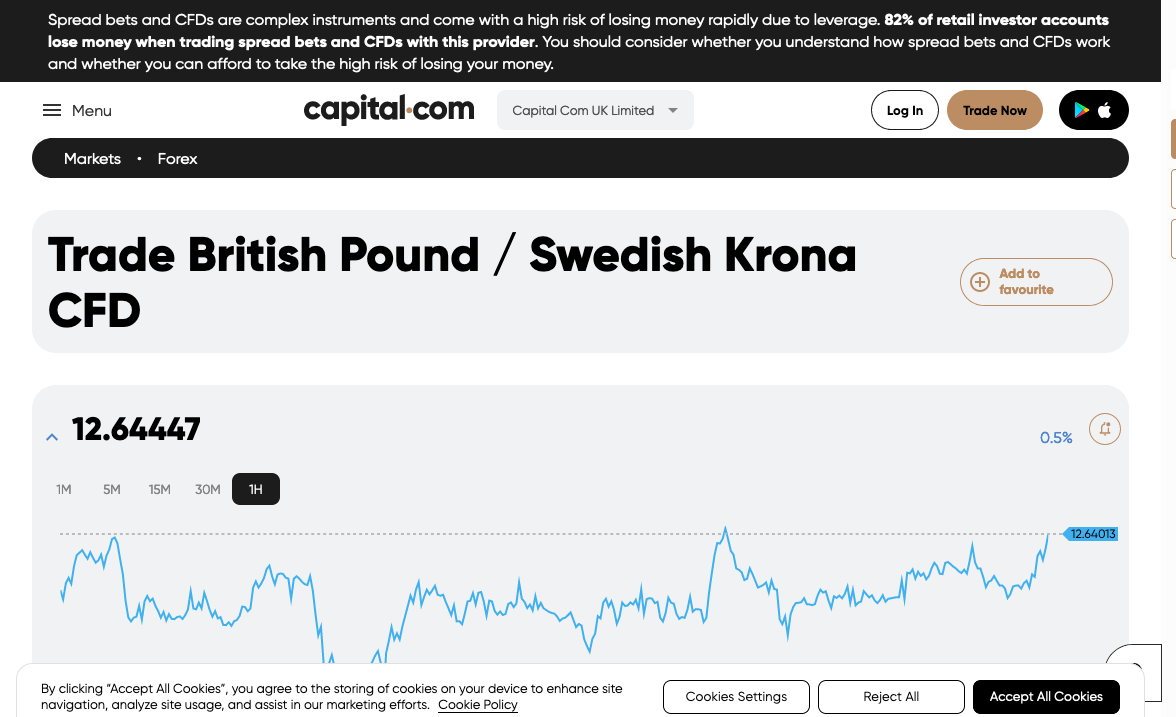 Spread bets and CFDs are complex instruments and come with a high risk of losing money rapidly due to leverage. 82% of retail investor accounts
lose money when trading spread bets and CFDs with this provider. You should consider whether you understand how spread bets and CFDs work
and whether you can afford to take the high risk of losing your money.
Menu
capital.com
Capital Com UK Limited
Log In
Trade Now
Markets • Forex
Trade British Pound / Swedish Krona
CFD
Add to
favourite
12.64447
0.5%
1M 5M 15M 30M 1H
12.64013
By clicking “Accept All Cookies”, you agree to the storing of cookies on your device to enhance site
navigation, analyze site usage, and assist in our marketing efforts. Cookie Policy
Cookies Settings
Reject All
Accept All Cookies